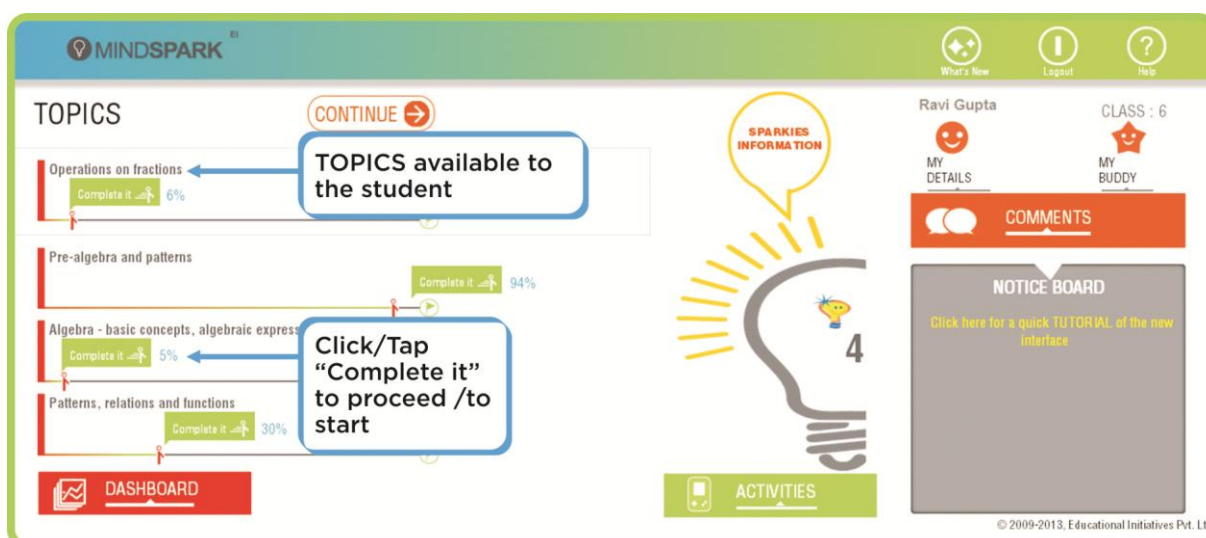 MINDSPARK EI
What's New
Logout
Help
TOPICS
CONTINUE
Operations on fractions
Complete it 6%
TOPICS available to
the student
Pre-algebra and patterns
Complete it 94%
Algebra - basic concepts, algebraic express
Complete it 5%
Click/Tap
“Complete it”
to proceed /to
start
Patterns, relations and functions
Complete it 30%
DASHBOARD
SPARKIES
INFORMATION
4
ACTIVITIES
Ravi Gupta
CLASS : 6
MY
DETAILS
MY
BUDDY
COMMENTS
NOTICE BOARD
Click here for a quick TUTORIAL of the new
interface
© 2009-2013, Educational Initiatives Pvt. Lt